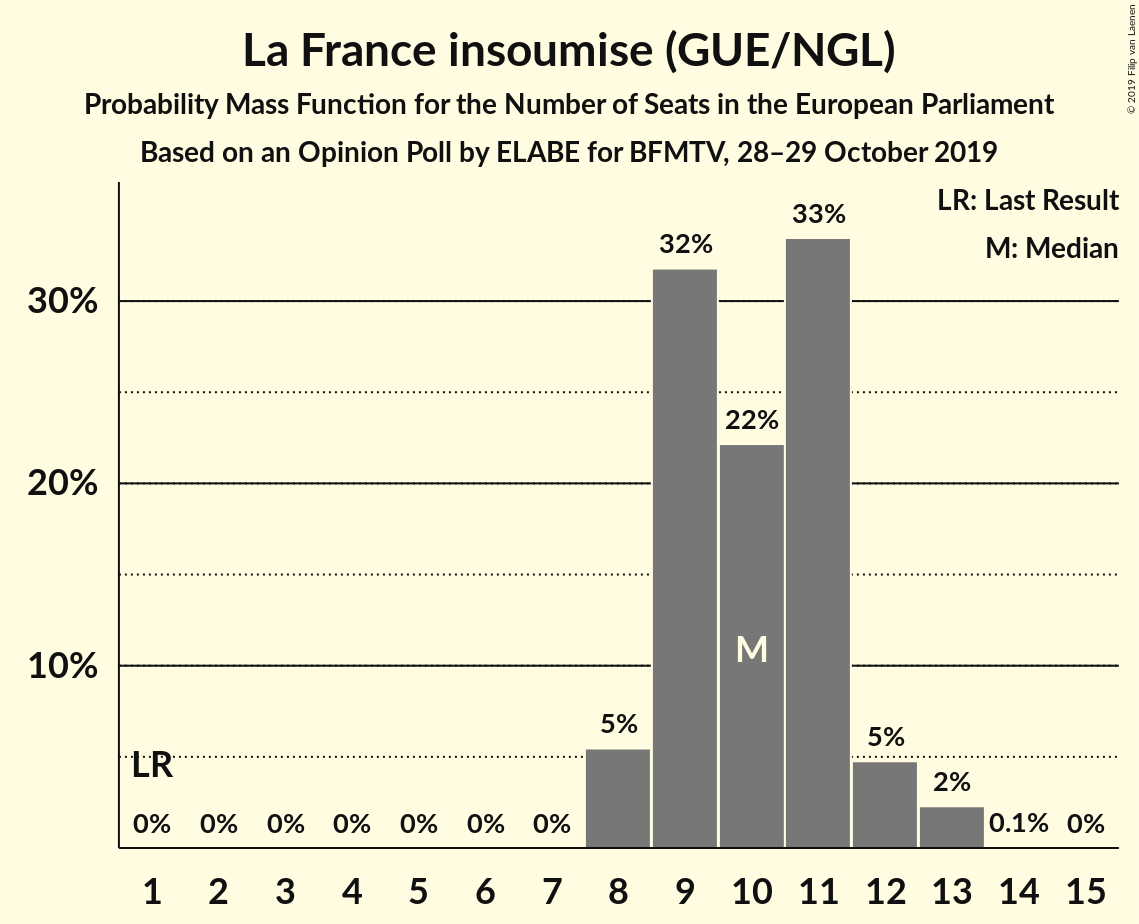 La France insoumise (GUE/NGL)
Probability Mass Function for the Number of Seats in the European Parliament
Based on an Opinion Poll by ELABE for BFMTV, 28–29 October 2019
© 2019 Filip van Laenen
LR: Last Result
M: Median
33%
32%
30%
22%
20%
M
10%
5%
5%
LR
2%
0% 0% 0% 0% 0% 0% 0% 0.1% 0%
1 2 3 4 5 6 7 8 9 10 11 12 13 14 15